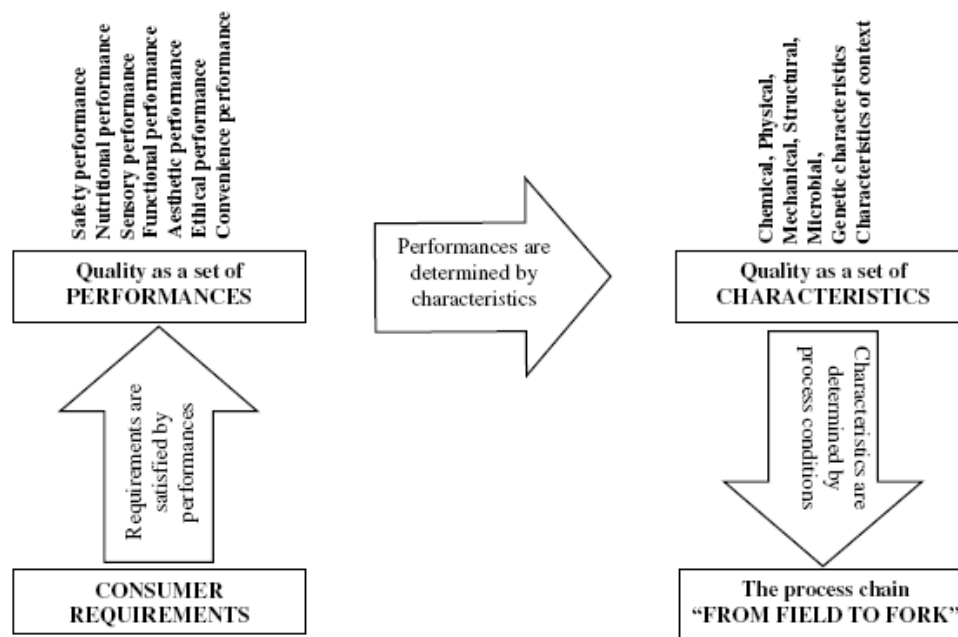 Safety performance
Nutritional performance
Sensory performance
Functional performance
Aesthetic performance
Ethical performance
Convenience performance
Chemical, Physical,
Mechanical, Structural,
Microbial,
Genetic characteristics
Characteristics of context
Quality as a set of
PERFORMANCES
Performances are
determined by
characteristics
Quality as a set of
CHARACTERISTICS
Requirements are
satisfied by
performances
Characteristics are
determined by
process conditions
CONSUMER
REQUIREMENTS
The process chain
“FROM FIELD TO FORK”